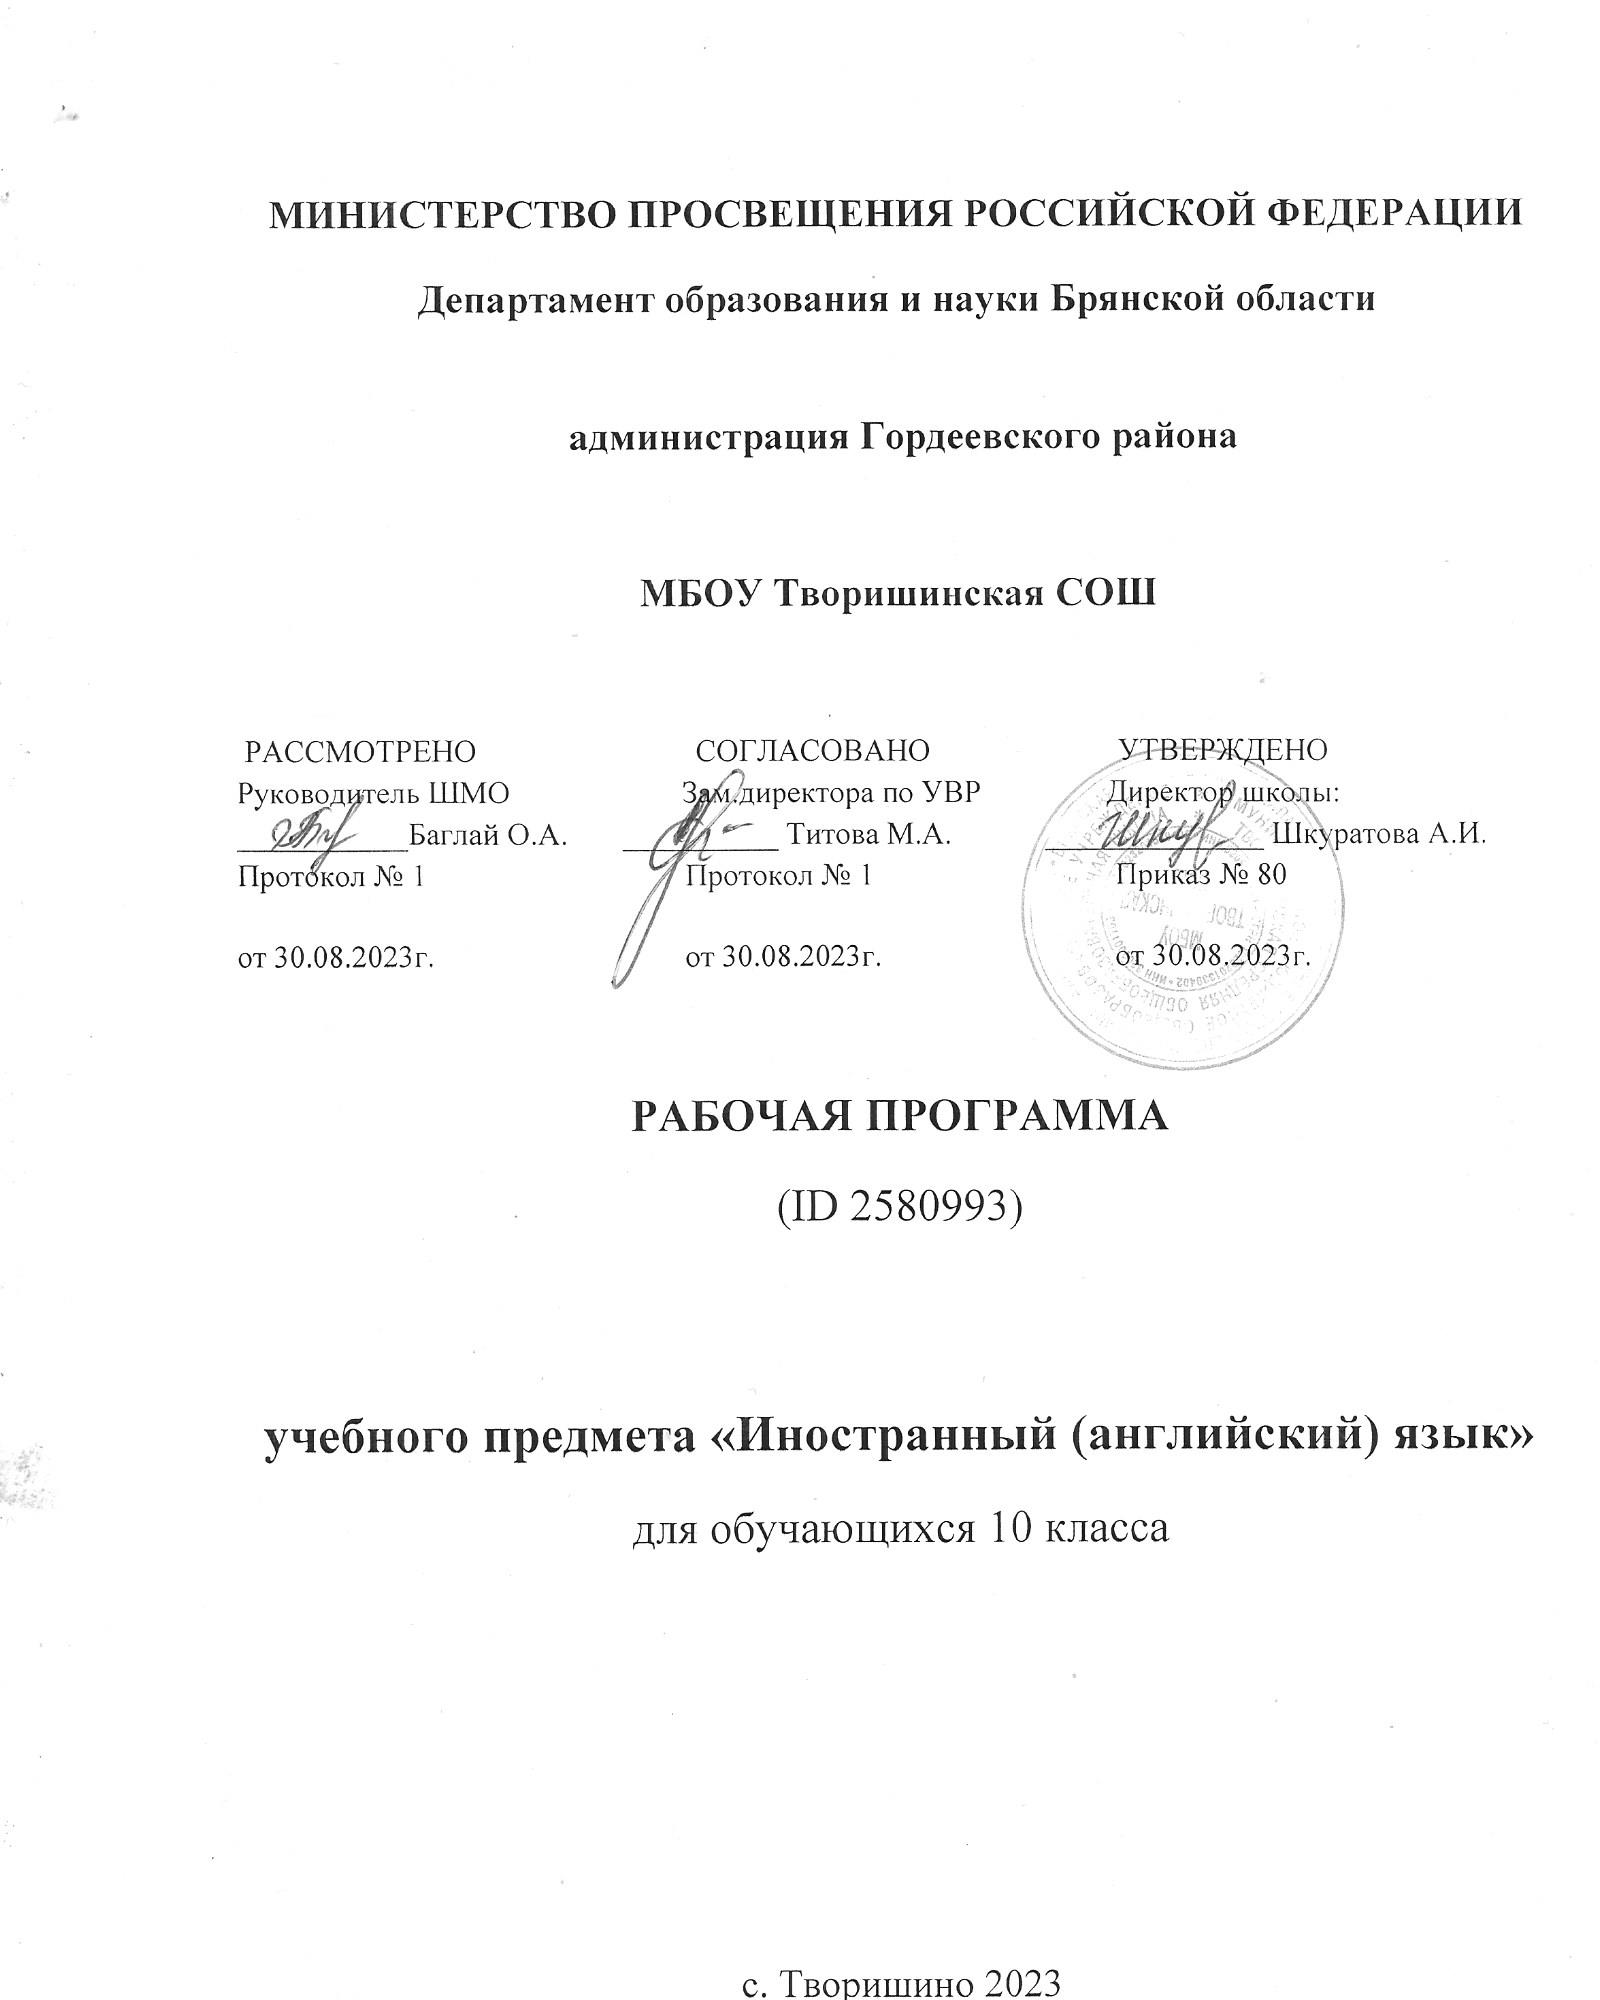 МИНИСТЕРСТВО ПРОСВЕЩЕНИЯ РОССИЙСКОЙ ФЕДЕРАЦИИ
Департамент образования и науки Брянской области
администрация Гордеевского района
МБОУ Творишинская СОШ
РАССМОТРЕНО
Руководитель ШМО
Баглай О.А.
Протокол № 1
от 30.08.2023г.
СОГЛАСОВАНО
Зам.директора по УВР
Титова М.А.
Протокол № 1
от 30.08.2023г.
УТВЕРЖДЕНО
Директор школы:
Шкуратова А.И.
Приказ № 80
от 30.08.2023г.
МБОУ
РАБОЧАЯ ПРОГРАММА
(ID 2580993)
учебного предмета «Иностранный (английский) язык»
для обучающихся 10 класса
с. Творишино 2023